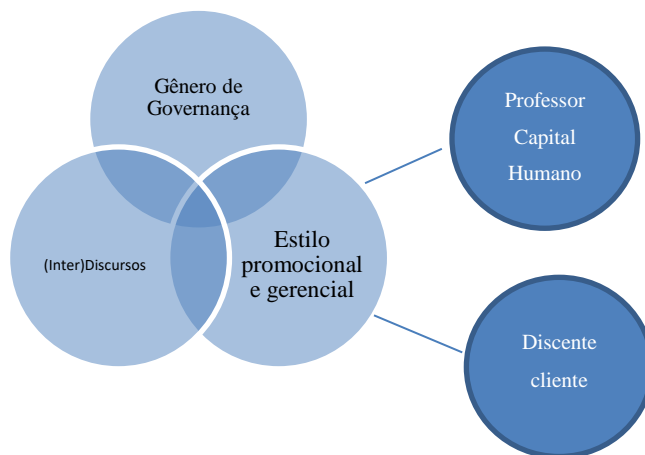 Gênero de
Governança
(Inter)Discursos
Estilo
promocional
e gerencial
Professor
Capital
Humano
Discente
cliente